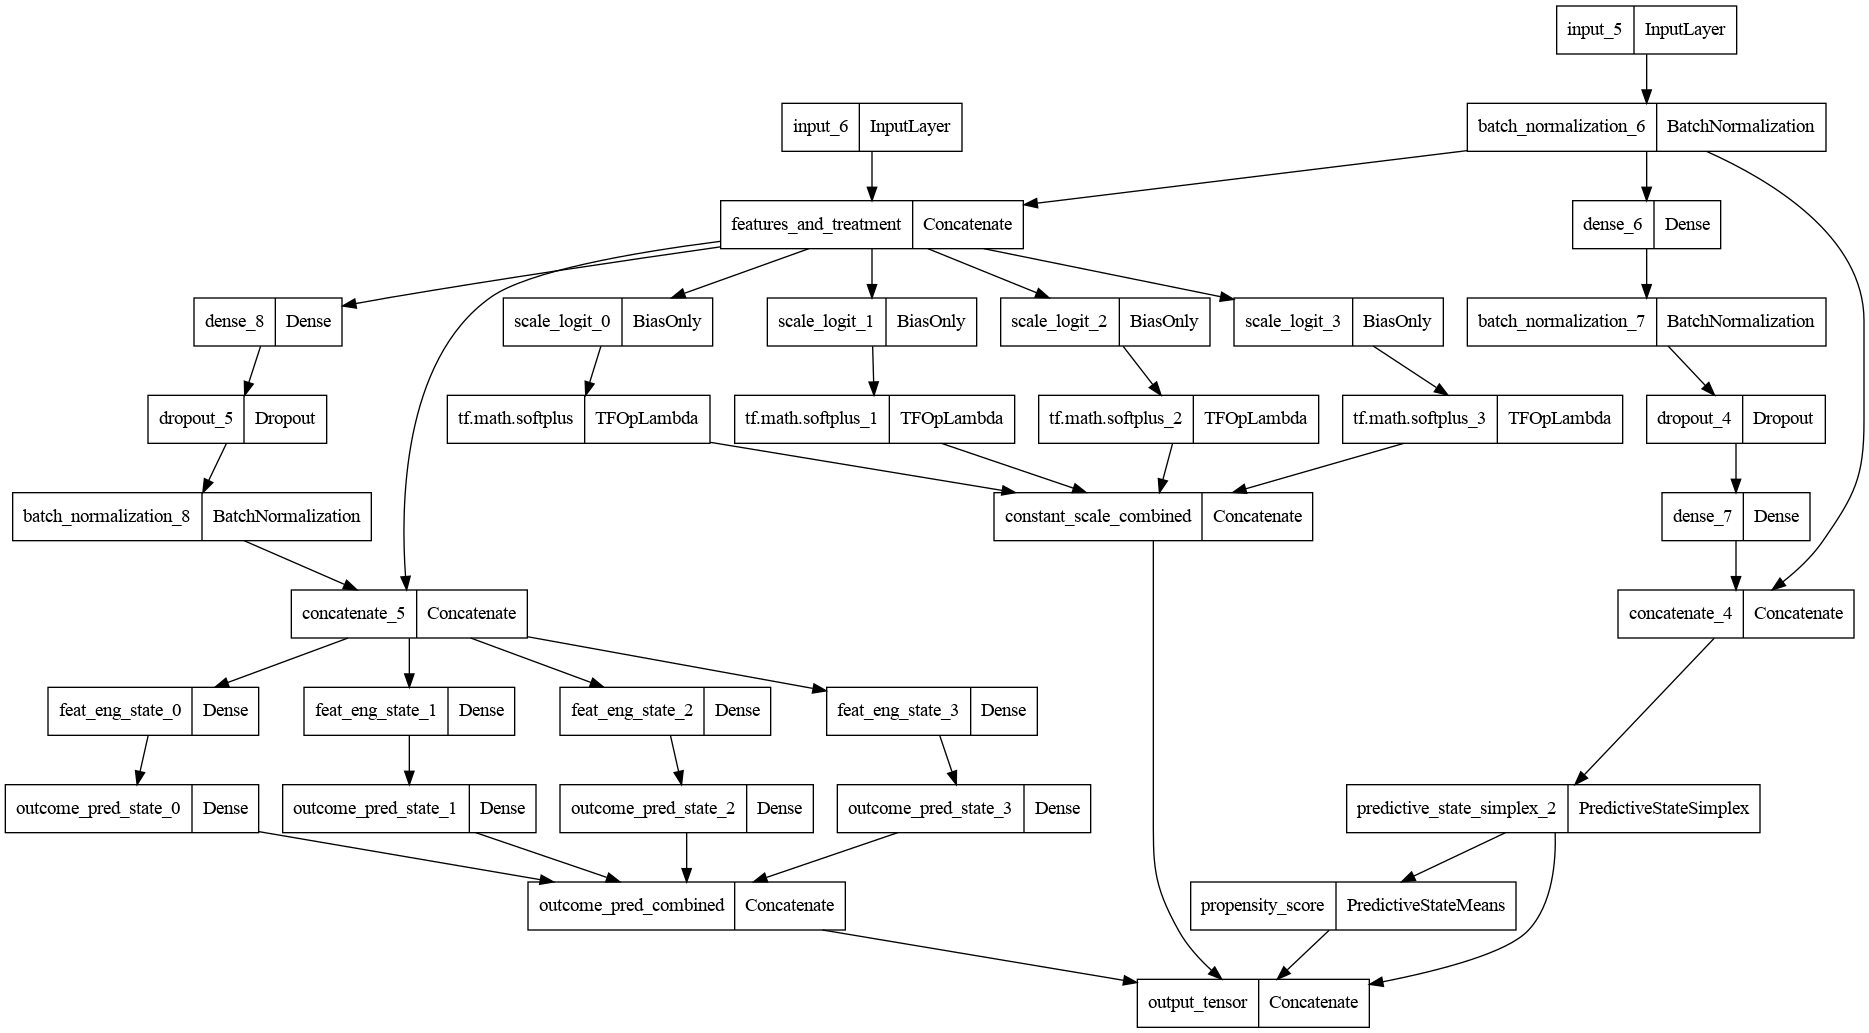 input_5 InputLayer
input_6 InputLayer
batch_normalization_6 BatchNormalization
features_and_treatment Concatenate
dense_6 Dense
dense_8 Dense
scale_logit_0 BiasOnly
scale_logit_1 BiasOnly
scale_logit_2 BiasOnly
scale_logit_3 BiasOnly
batch_normalization_7 BatchNormalization
dropout_5 Dropout
tf.math.softplus TFOpLambda
tf.math.softplus_1 TFOpLambda
tf.math.softplus_2 TFOpLambda
tf.math.softplus_3 TFOpLambda
dropout_4 Dropout
batch_normalization_8 BatchNormalization
constant_scale_combined Concatenate
dense_7 Dense
concatenate_5 Concatenate
concatenate_4 Concatenate
feat_eng_state_0 Dense
feat_eng_state_1 Dense
feat_eng_state_2 Dense
feat_eng_state_3 Dense
outcome_pred_state_0 Dense
outcome_pred_state_1 Dense
outcome_pred_state_2 Dense
outcome_pred_state_3 Dense
predictive_state_simplex_2 PredictiveStateSimplex
outcome_pred_combined Concatenate
propensity_score PredictiveStateMeans
output_tensor Concatenate